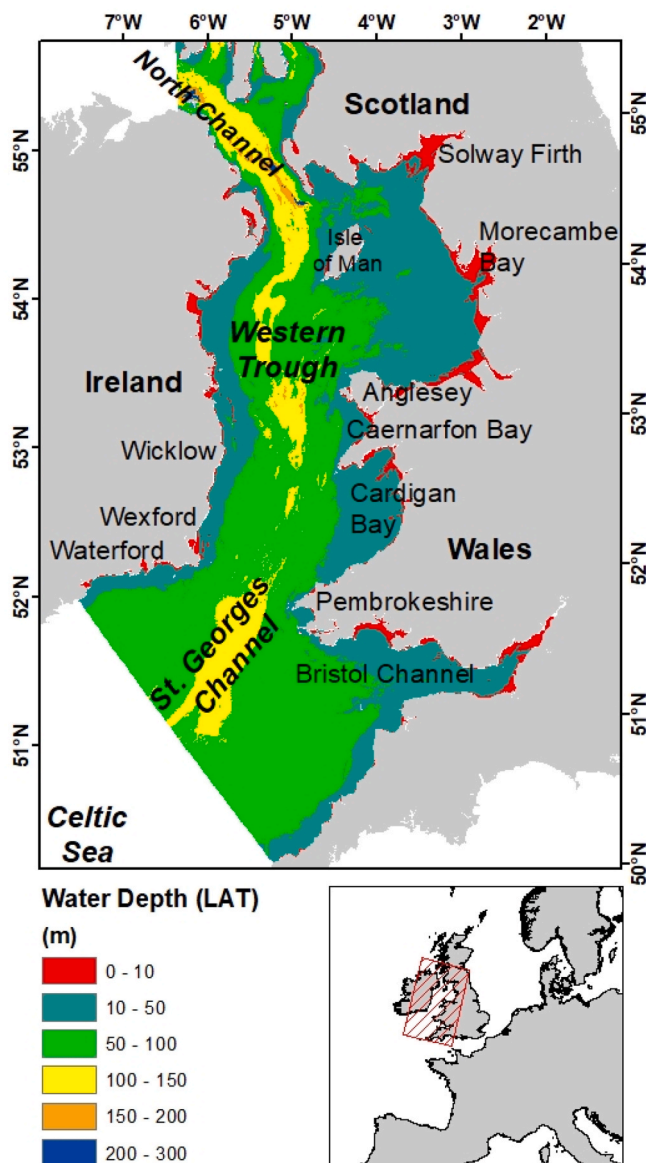 7°W 6°W 5°W 4°W 3°W 2°W
North Channel
Scotland
55°N
55°N
Solway Firth
Isle
of Man
Morecambe
Bay
54°N
54°N
Western
Trough
Ireland
Anglesey
53°N
53°N
Caernarfon Bay
Wicklow
Cardigan
Bay
Wexford
Waterford
Wales
52°N
52°N
Pembrokeshire
St. Georges
Channel
Bristol Channel
51°N
51°N
Celtic
Sea
50°N
Water Depth (LAT)
(m)
0 - 10
10 - 50
50 - 100
100 - 150
150 - 200
200 - 300